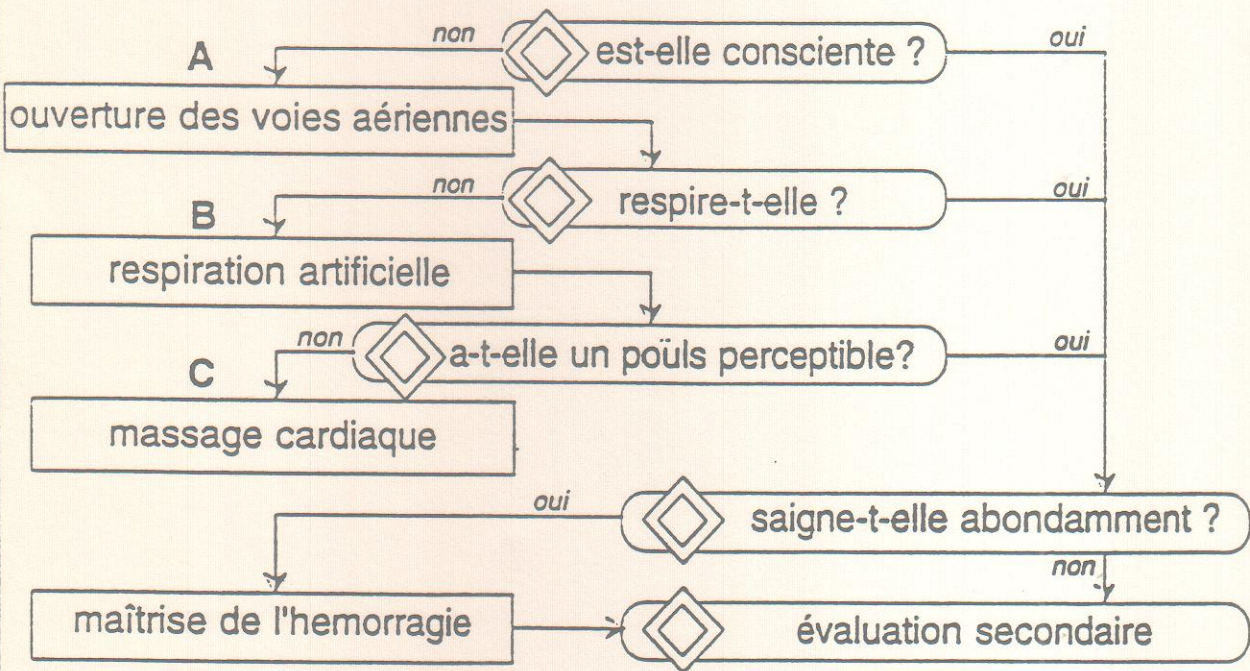 non est-elle consciente ? oui
A
ouverture des voies aériennes
non respire-t-elle ? oui
B
respiration artificielle
non a-t-elle un pouls perceptible? oui
C
massage cardiaque
oui saigne-t-elle abondamment ?
non
maîtrise de l'hemorragie évaluation secondaire